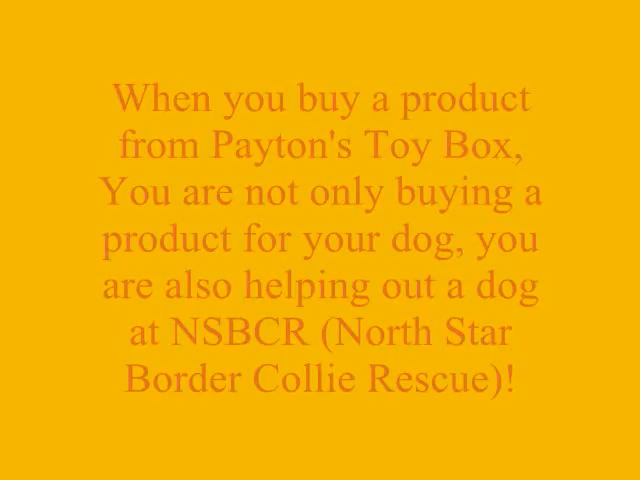 When you buy a product
from Payton's Toy Box,
You are not only buying a
product for your dog, you
are also helping out a dog
at NSBCR (North Star
Border Collie Rescue)!